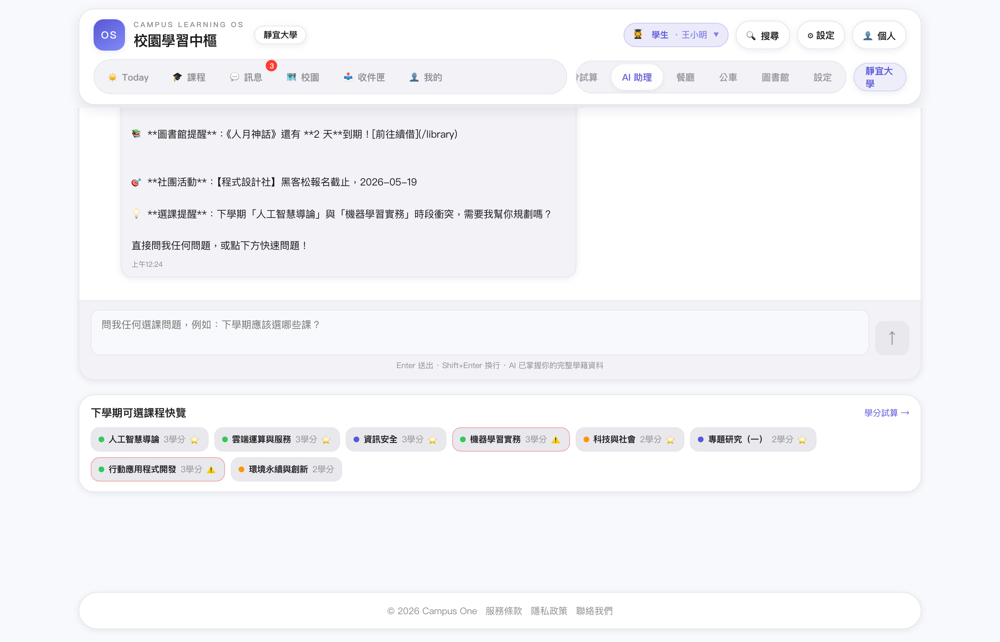 OS
CAMPUS LEARNING OS
校園學習中樞
靜宜大學
學生 · 王小明 ▼
搜尋
設定
個人
Today
課程
訊息
3
校園
收件匣
我的
試算
AI 助理
餐廳
公車
圖書館
設定
靜宜大
學
**圖書館提醒**：《人月神話》還有 **2 天**到期！[前往續借](/library)
**社團活動**：【程式設計社】黑客松報名截止，2026-05-19
**選課提醒**：下學期「人工智慧導論」與「機器學習實務」時段衝突，需要我幫你規劃嗎？
直接問我任何問題，或點下方快速問題！
上午12:24
問我任何選課問題，例如：下學期應該選哪些課？
↑
Enter 送出 · Shift+Enter 換行 · AI 已掌握你的完整學籍資料
下學期可選課程快覽
學分試算 →
人工智慧導論 3學分
雲端運算與服務 3學分
資訊安全 3學分
機器學習實務 3學分
科技與社會 2學分
專題研究（一） 2學分
行動應用程式開發 3學分
環境永續與創新 2學分
© 2026 Campus One 服務條款 隱私政策 聯絡我們